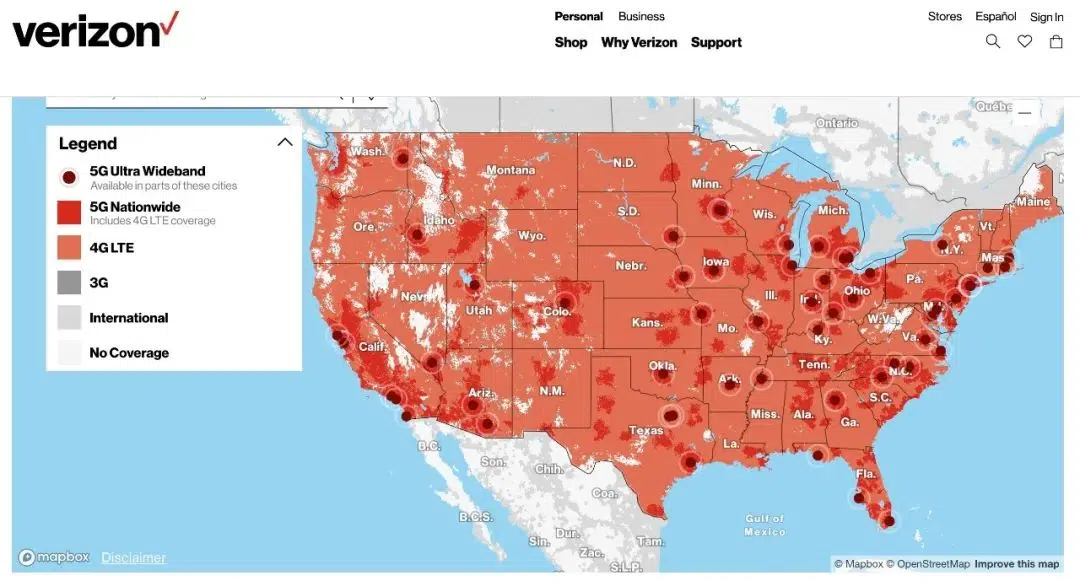 verizon
Personal Business
Stores Español Sign In
Shop Why Verizon Support
Legend
5G Ultra Wideband
Available in parts of these cities
5G Nationwide
Includes 4G LTE coverage
4G LTE
3G
International
No Coverage
Ontario
Wash.
Montana
N.D.
Minn.
Maine
Ore.
Idaho
S.D.
Wis.
Mich.
Vt.
Wyo.
N.Y.
Mas
Nebr.
Iowa
Pa.
Nev.
Utah
Colo.
Ill.
Ohio
Kans.
Mo.
W.Va.
Va.
Calif.
Ky.
Okla.
Tenn.
N.C.
Ariz.
N.M.
Ark.
S.C.
Texas
Miss.
Ala.
Ga.
La.
B.C.
Son.
Chih.
Fla.
Coa.
B.C.S.
Gulf of
Mexico
Sin.
Dur.
Tam.
Zac.
S.L.P.
mapbox Disclaimer
© Mapbox © OpenStreetMap Improve this map